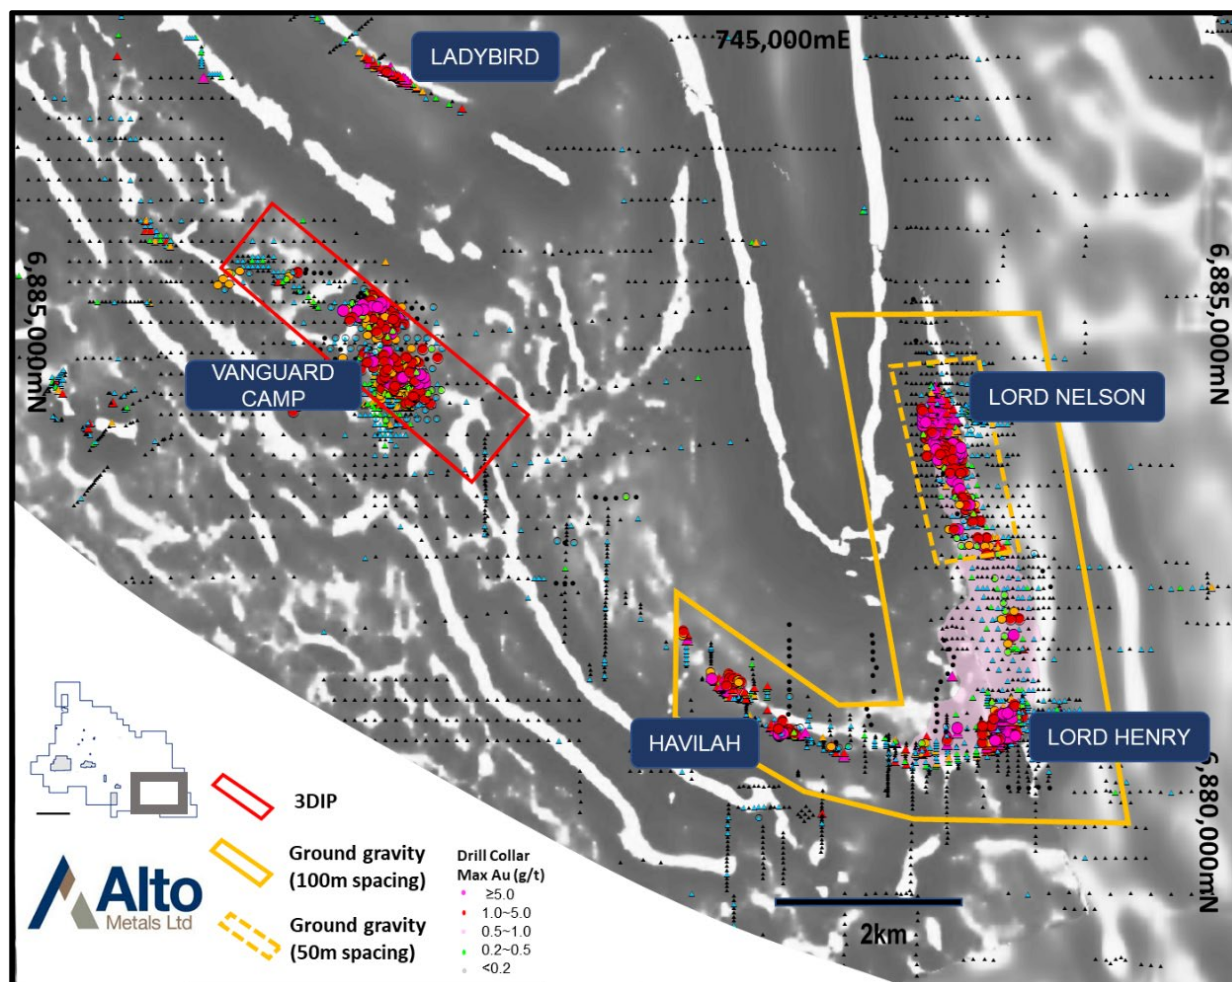 LADYBIRD
745,000mE
6,885,000mN
6,885,000mN
VANGUARD
CAMP
LORD NELSON
HAVILAH
LORD HENRY
6,880,000mN
3DIP
Ground gravity
(100m spacing)
Ground gravity
(50m spacing)
Alto
Metals Ltd
Drill Collar
Max Au (g/t)
≥5.0
1.0~5.0
0.5~1.0
0.2~0.5
<0.2
2km